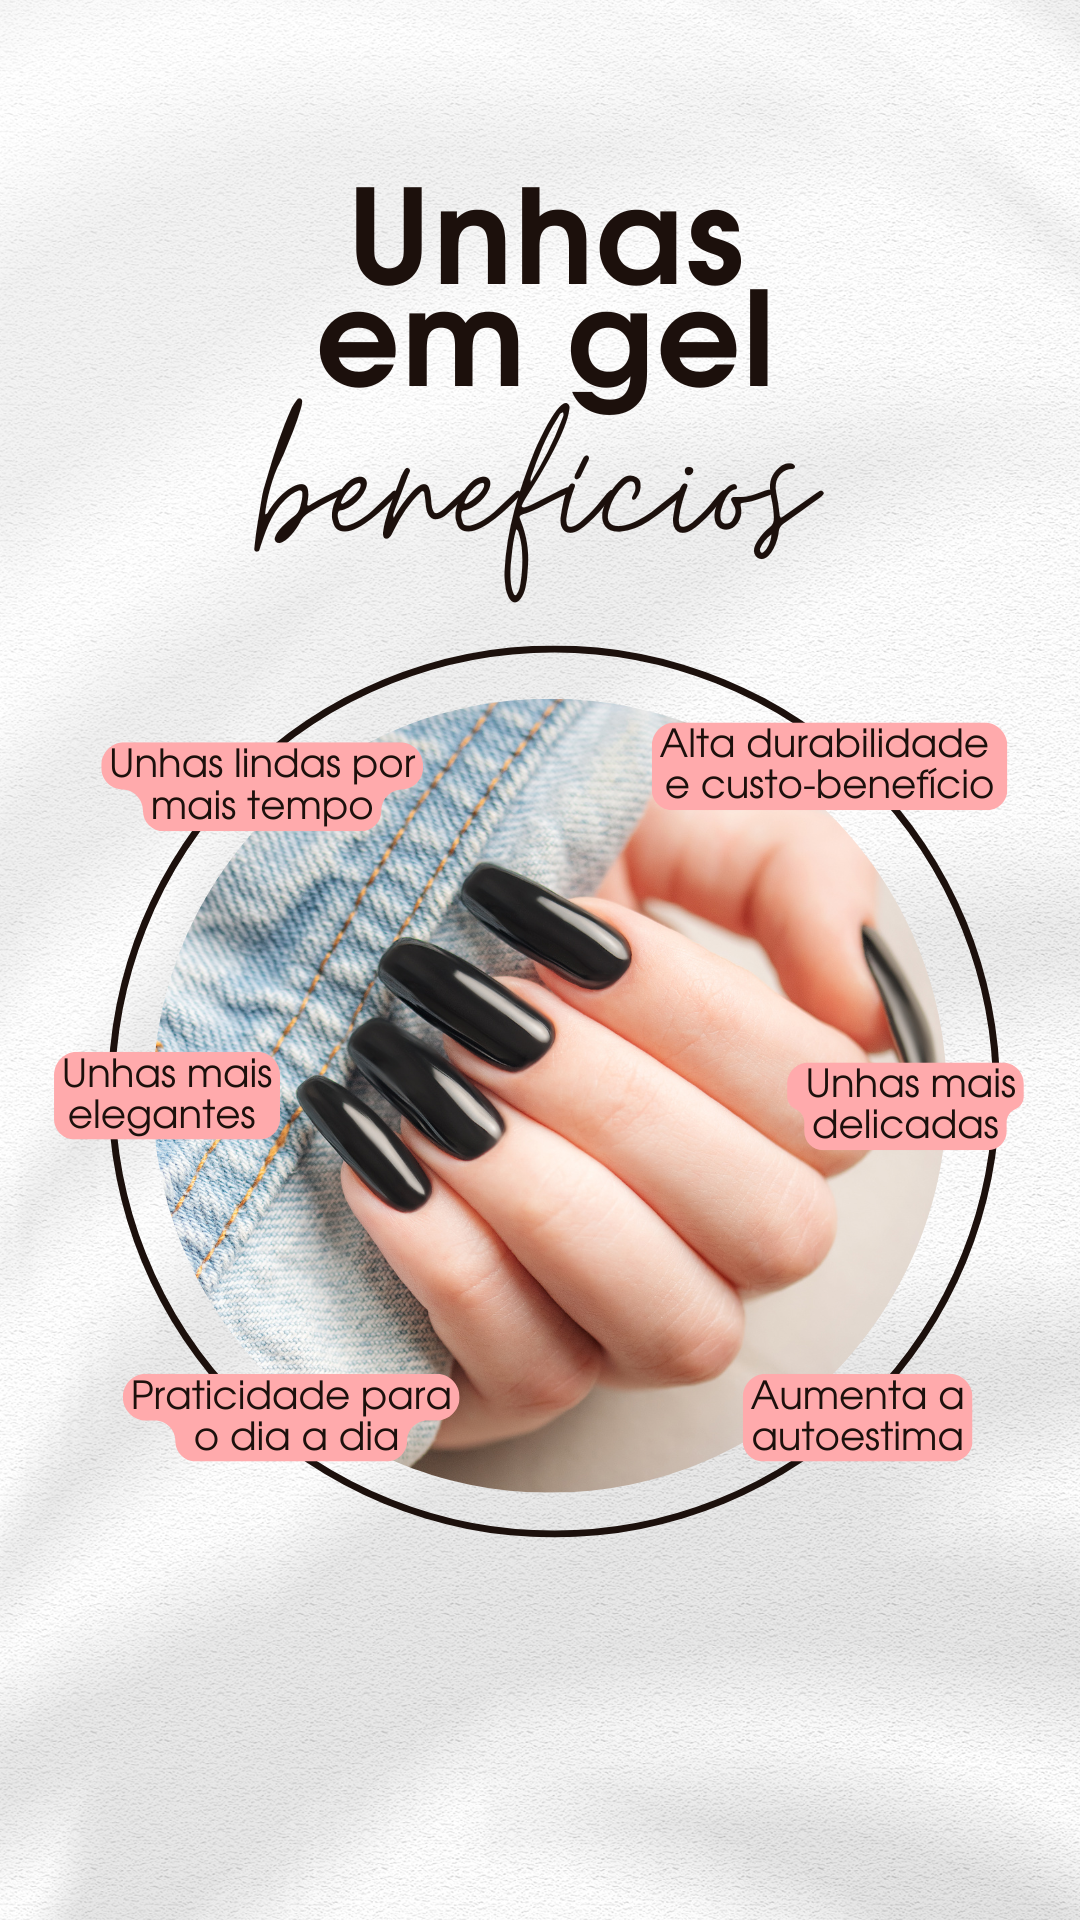 Unhas
em gel
benefícios
Unhas lindas por
mais tempo
Alta durabilidade
e custo-benefício
Unhas mais
elegantes
Unhas mais
delicadas
Praticidade para
o dia a dia
Aumenta a
autoestima